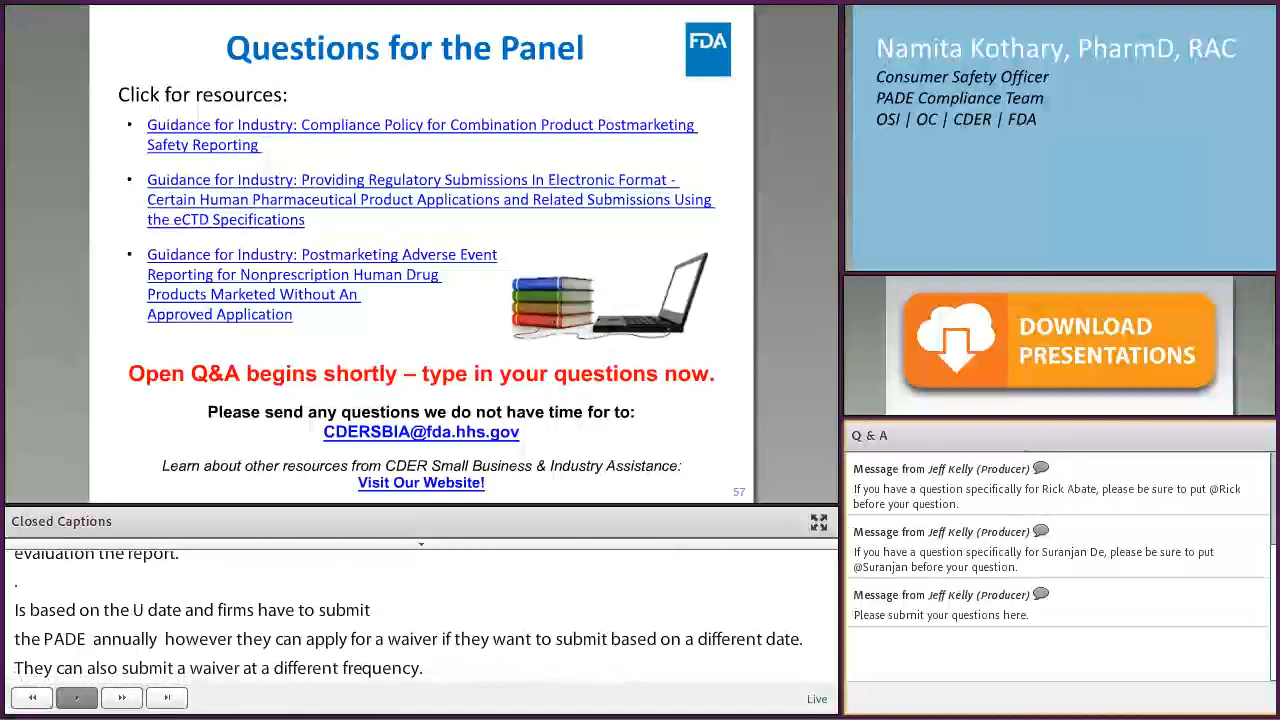 Questions for the Panel
FDA
Click for resources:
• Guidance for Industry: Compliance Policy for Combination Product Postmarketing
Safety Reporting
• Guidance for Industry: Providing Regulatory Submissions In Electronic Format -
Certain Human Pharmaceutical Product Applications and Related Submissions Using
the eCTD Specifications
• Guidance for Industry: Postmarketing Adverse Event
Reporting for Nonprescription Human Drug
Products Marketed Without An
Approved Application
Open Q&A begins shortly – type in your questions now.
Please send any questions we do not have time for to:
CDERSBIA@fda.hhs.gov
Learn about other resources from CDER Small Business & Industry Assistance:
Visit Our Website!
57
Closed Captions
evaluation the report.
.
Is based on the U date and firms have to submit
the PADE annually however they can apply for a waiver if they want to submit based on a different date.
They can also submit a waiver at a different frequency.
Live
Namita Kothary, PharmD, RAC
Consumer Safety Officer
PADE Compliance Team
OSI | OC | CDER | FDA
DOWNLOAD
PRESENTATIONS
Q & A
Message from Jeff Kelly (Producer)
If you have a question specifically for Rick Abate, please be sure to put @Rick
before your question.
Message from Jeff Kelly (Producer)
If you have a question specifically for Suranjan De, please be sure to put
@Suranjan before your question.
Message from Jeff Kelly (Producer)
Please submit your questions here.